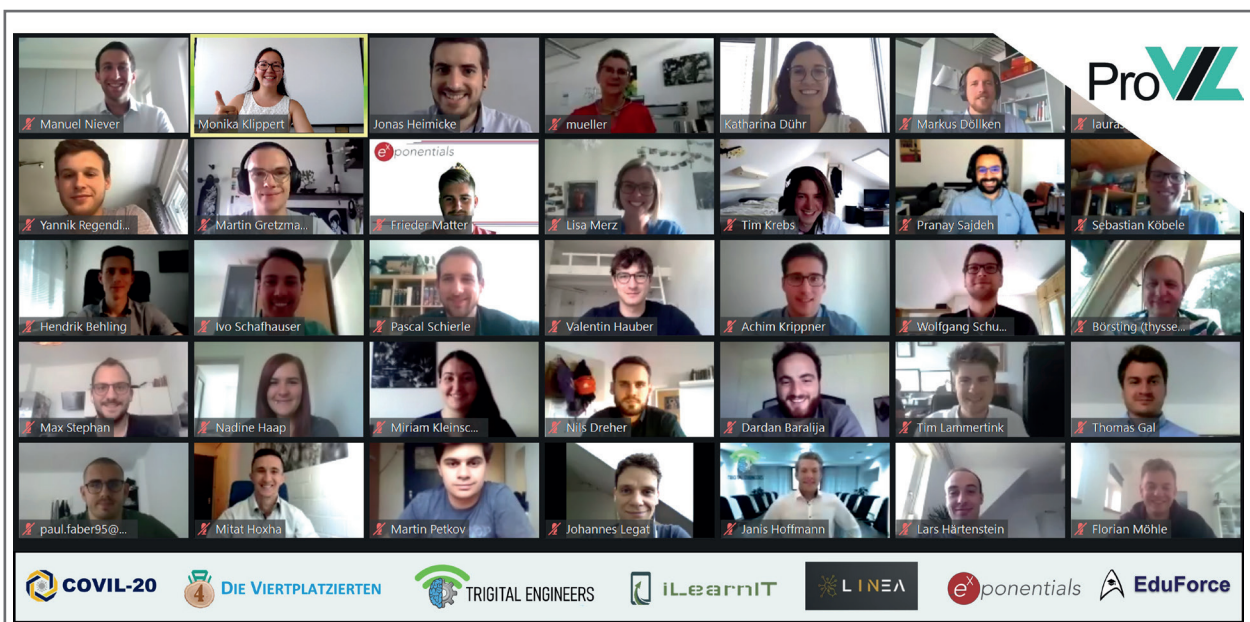 ProVIL
Manuel Niever
Monika Klippert
Jonas Heimicke
mueller
Katharina Dühr
Markus Döllken
lauras
Yannik Regendi...
Martin Gretzma...
exponentials
Frieder Matter
Lisa Merz
Tim Krebs
Pranay Sajdeh
Sebastian Köbele
Hendrik Behling
Ivo Schafhauser
Pascal Schierle
Valentin Hauber
Achim Krippner
Wolfgang Schu...
Börsting (thysse...
Max Stephan
Nadine Haap
Miriam Kleinsc...
Nils Dreher
Dardan Baralija
Tim Lammertink
Thomas Gal
paul.faber95@...
Mitat Hoxha
Martin Petkov
Johannes Legat
Janis Hoffmann
Lars Härtenstein
Florian Möhle
COVIL-20
4 DIE VIERTPLATZIERTEN
TRIGITAL ENGINEERS
iLearnIT
LINEA
exponentials
EduForce